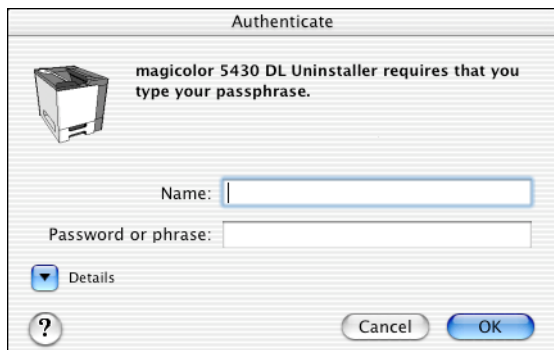 Authenticate
magicolor 5430 DL Uninstaller requires that you
type your passphrase.
Name:
Password or phrase:
Details
?
Cancel
OK